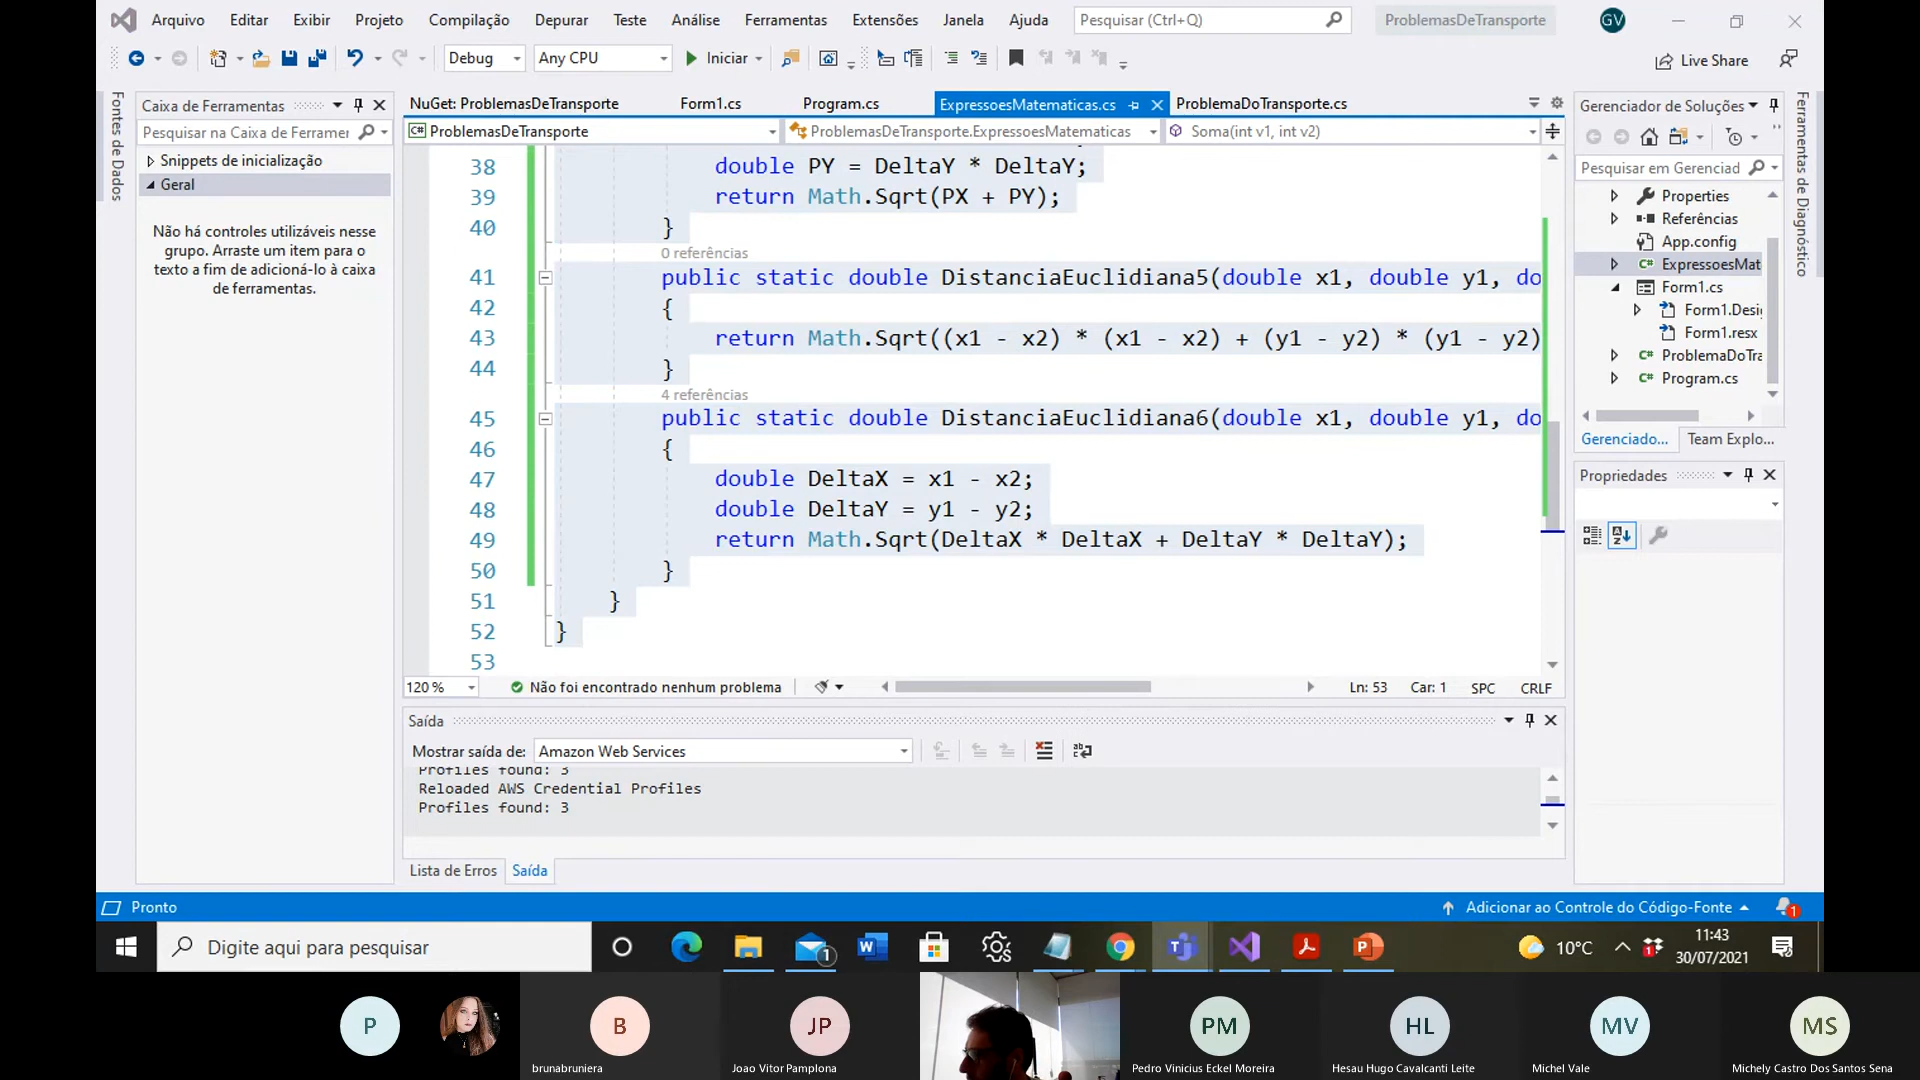 Arquivo Editar Exibir Projeto Compilação Depurar Teste Análise Ferramentas Extensões Janela Ajuda Pesquisar (Ctrl+Q) ProblemasDeTransporte GV
Debug Any CPU Iniciar Live Share
Fontes de Dados
Caixa de Ferramentas
Pesquisar na Caixa de Ferramer
Snippets de inicialização
Geral
Não há controles utilizáveis nesse
grupo. Arraste um item para o
texto a fim de adicioná-lo à caixa
de ferramentas.
NuGet: ProblemasDeTransporte Form1.cs Program.cs ExpressoesMatematicas.cs ProblemaDoTransporte.cs
C# ProblemasDeTransporte ProblemasDeTransporte.ExpressoesMatematicas Soma(int v1, int v2)
38 double PY = DeltaY * DeltaY;
39 return Math.Sqrt(PX + PY);
40 }
0 referências
41 public static double DistanciaEuclidiana5(double x1, double y1, do
42 {
43 return Math.Sqrt((x1 - x2) * (x1 - x2) + (y1 - y2) * (y1 - y2)
44 }
4 referências
45 public static double DistanciaEuclidiana6(double x1, double y1, do
46 {
47 double DeltaX = x1 - x2;
48 double DeltaY = y1 - y2;
49 return Math.Sqrt(DeltaX * DeltaX + DeltaY * DeltaY);
50 }
51 }
52 }
53
120 % Não foi encontrado nenhum problema Ln: 53 Car: 1 SPC CRLF
Saída
Mostrar saída de: Amazon Web Services
Profiles found: 3
Reloaded AWS Credential Profiles
Profiles found: 3
Lista de Erros Saída
Gerenciador de Soluções
Pesquisar em Gerenciad
Properties
Referências
App.config
C# ExpressoesMat
Form1.cs
Form1.Desi
Form1.resx
C# ProblemaDoTra
C# Program.cs
Gerenciado... Team Explo...
Propriedades
Ferramentas de Diagnóstico
Pronto Adicionar ao Controle do Código-Fonte 1
Digite aqui para pesquisar 1 10°C 11:43
30/07/2021
P B JP PM HL MV MS
brunabruniera Joao Vitor Pamplona Pedro Vinicius Eckel Moreira Hesau Hugo Cavalcanti Leite Michel Vale Michely Castro Dos Santos Sena